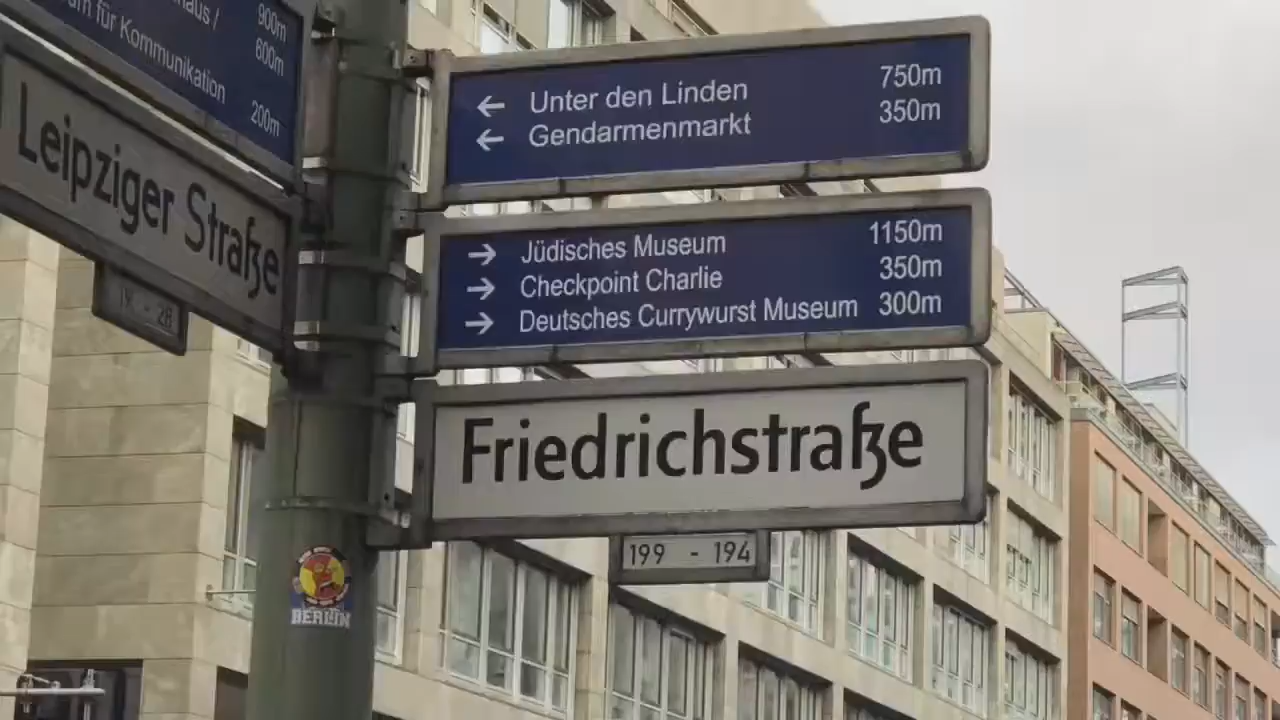 haus / 900m
600m
m für Kommunikation 200m
Leipziger Straße
Unter den Linden 750m
Gendarmenmarkt 350m
Jüdisches Museum 1150m
Checkpoint Charlie 350m
Deutsches Currywurst Museum 300m
Friedrichstraße
199 - 194
BERLIN